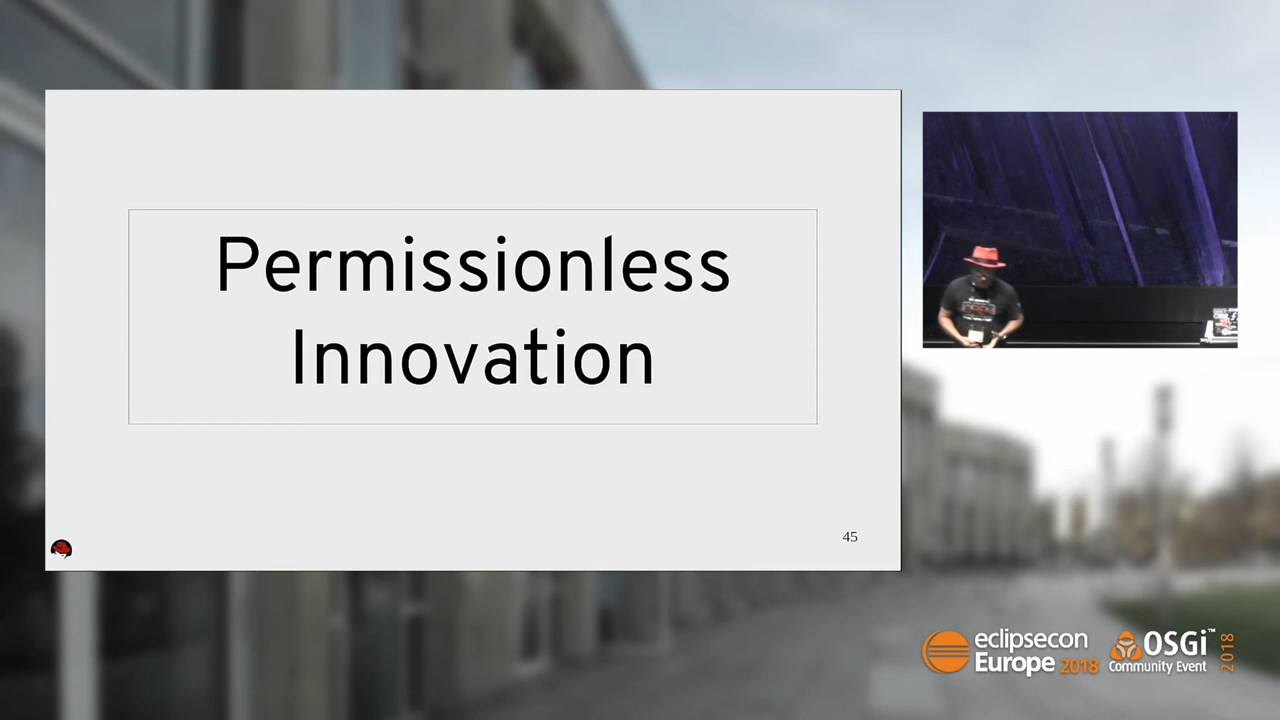 Permissionless
Innovation
45
eclipsecon
Europe 2018
OSGi™
Community Event
2018